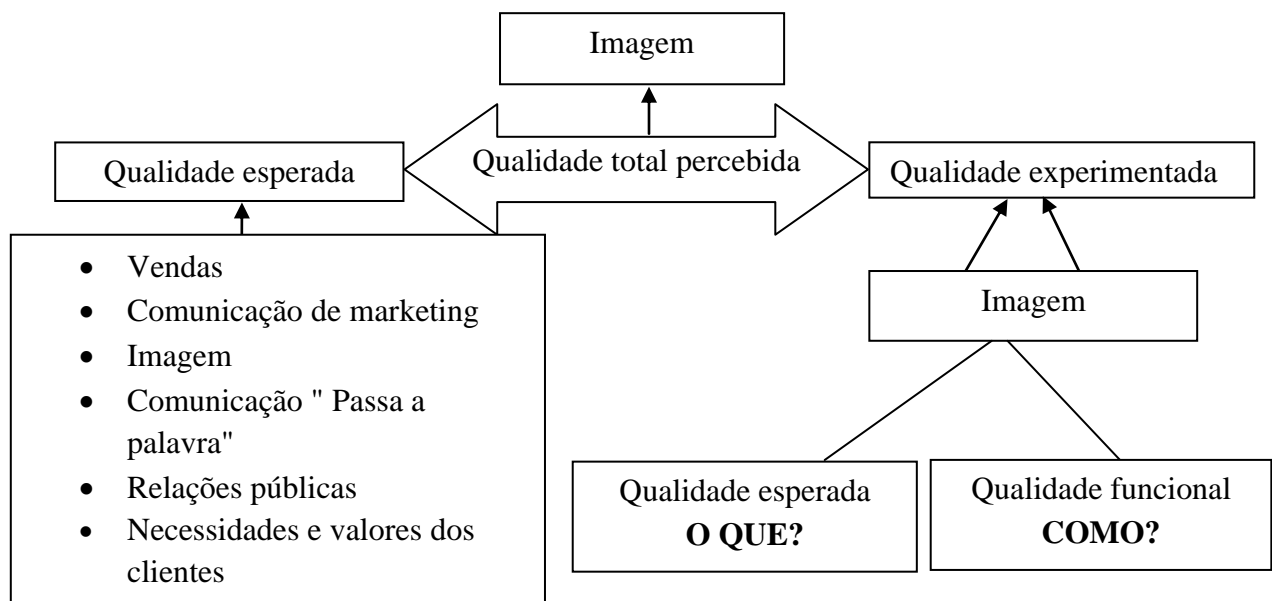 Imagem
Qualidade esperada
Qualidade total percebida
Qualidade experimentada
• Vendas
• Comunicação de marketing
• Imagem
• Comunicação " Passa a
palavra"
• Relações públicas
• Necessidades e valores dos
clientes
Imagem
Qualidade esperada
O QUE?
Qualidade funcional
COMO?